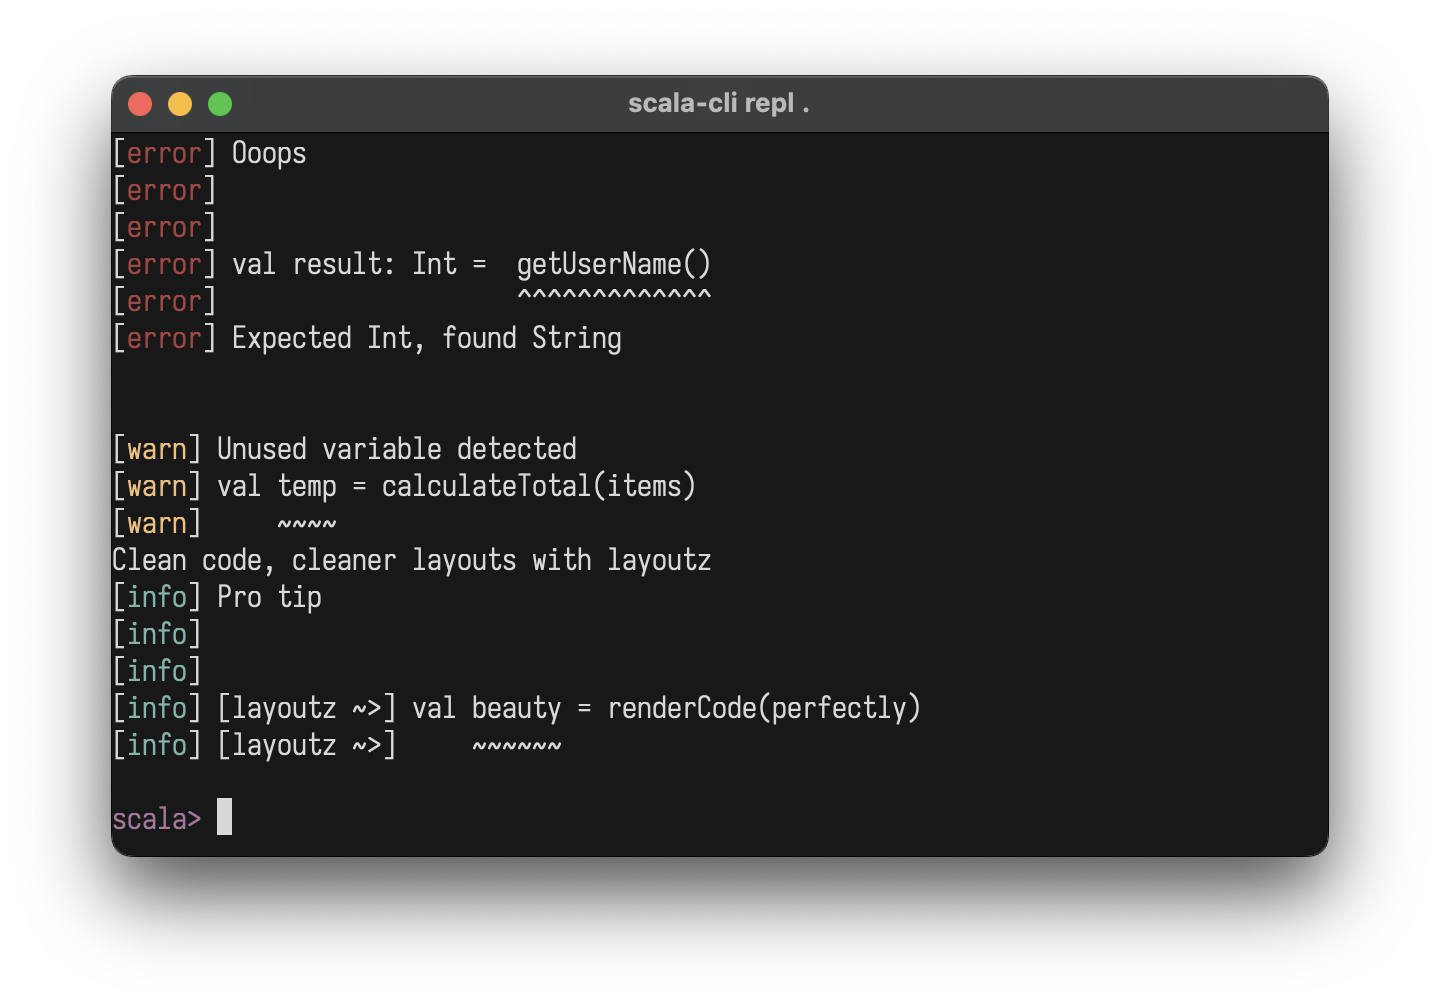 scala-cli repl .
[error] Ooops
[error]
[error]
[error] val result: Int =  getUserName()
[error]                    ^^^^^^^^^^^^^
[error] Expected Int, found String
[warn] Unused variable detected
[warn] val temp = calculateTotal(items)
[warn]     ~~~~
Clean code, cleaner layouts with layoutz
[info] Pro tip
[info]
[info]
[info] [layoutz ~>] val beauty = renderCode(perfectly)
[info] [layoutz ~>]     ~~~~~~
scala>